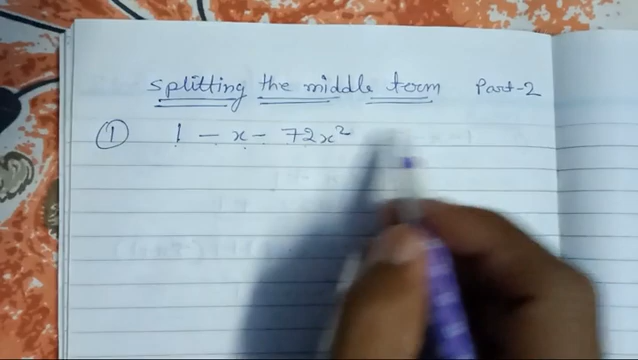 splitting the middle term Part-2
① 1 - x - 72x²